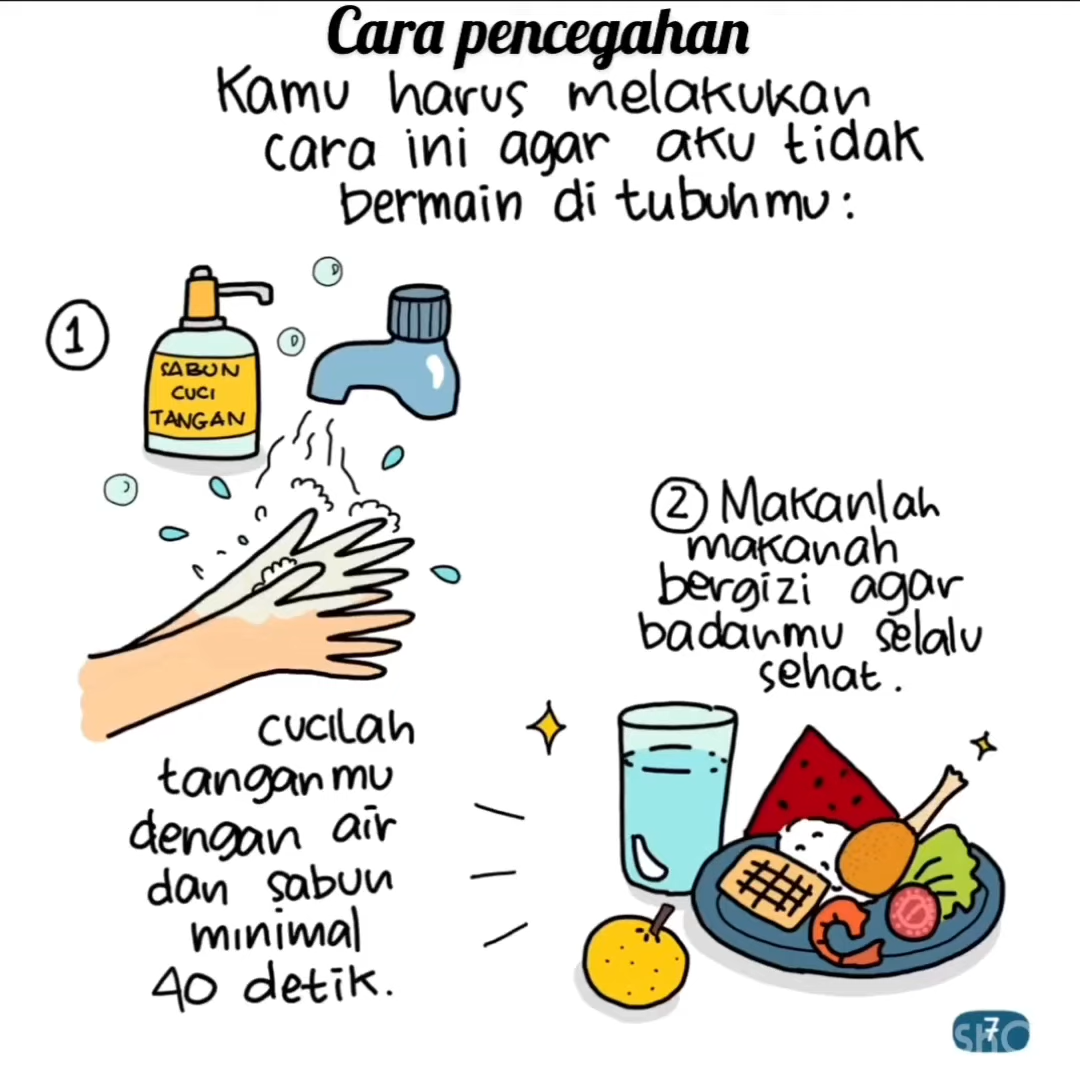 Cara pencegahan
Kamu harus melakukan
cara ini agar aku tidak
bermain di tubuhmu:
1
SABUN
CUCI
TANGAN
cucilah
tanganmu
dengan air
dan sabun
minimal
40 detik.
2 Makanlah
makanah
bergizi agar
badanmu selalu
sehat.
7